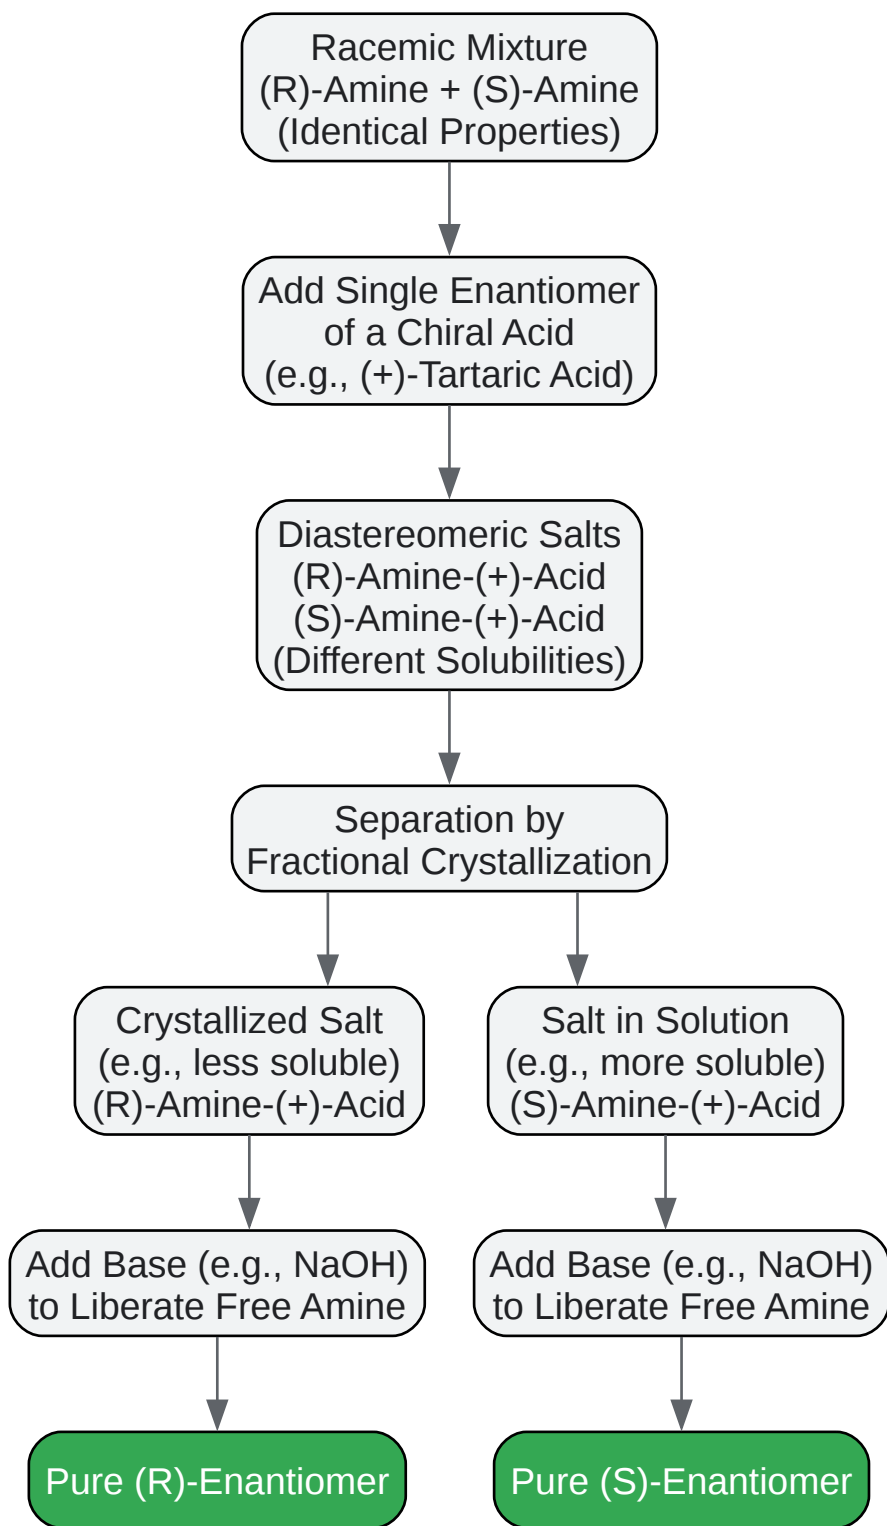 Racemic Mixture
(R)-Amine + (S)-Amine
(Identical Properties)
Add Single Enantiomer
of a Chiral Acid
(e.g., (+)-Tartaric Acid)
Diastereomeric Salts
(R)-Amine-(+)-Acid
(S)-Amine-(+)-Acid
(Different Solubilities)
Separation by
Fractional Crystallization
Crystallized Salt
(e.g., less soluble)
(R)-Amine-(+)-Acid
Salt in Solution
(e.g., more soluble)
(S)-Amine-(+)-Acid
Add Base (e.g., NaOH)
to Liberate Free Amine
Add Base (e.g., NaOH)
to Liberate Free Amine
Pure (R)-Enantiomer
Pure (S)-Enantiomer